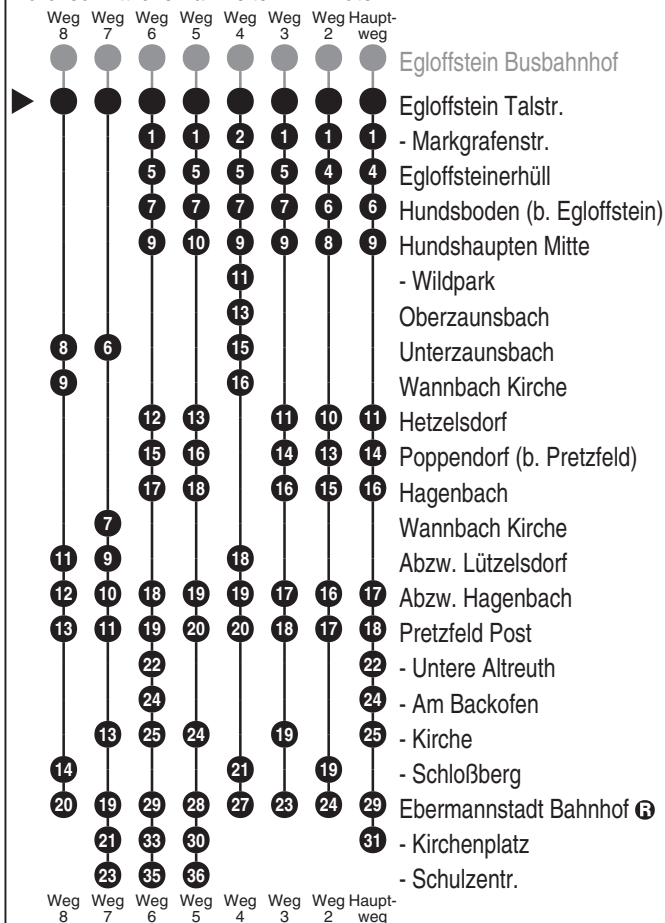 Weg 8 Weg 7 Weg 6 Weg 5 Weg 4 Weg 3 Weg 2 Haupt-weg
Egloffstein Busbahnhof
Egloffstein Talstr.
1 1 2 1 1 1 - Markgrafenstr.
5 5 5 5 4 4 Egloffsteinerhüll
7 7 7 7 6 6 Hundsboden (b. Egloffstein)
9 10 9 9 8 9 Hundshaupten Mitte
11 - Wildpark
13 Oberzaunsbach
8 6 15 Unterzaunsbach
9 16 Wannbach Kirche
12 13 11 10 11 Hetzelsdorf
15 16 14 13 14 Poppendorf (b. Pretzfeld)
17 18 16 15 16 Hagenbach
7 Wannbach Kirche
11 9 18 Abzw. Lützelsdorf
12 10 18 19 19 17 16 17 Abzw. Hagenbach
13 11 19 20 20 18 17 18 Pretzfeld Post
22 22 - Untere Altreuth
24 24 - Am Backofen
13 25 24 19 25 - Kirche
14 21 19 - Schloßberg
20 19 29 28 27 23 24 29 Ebermannstadt Bahnhof R
21 33 30 31 - Kirchenplatz
23 35 36 - Schulzentr.
Weg 8 Weg 7 Weg 6 Weg 5 Weg 4 Weg 3 Weg 2 Haupt-weg